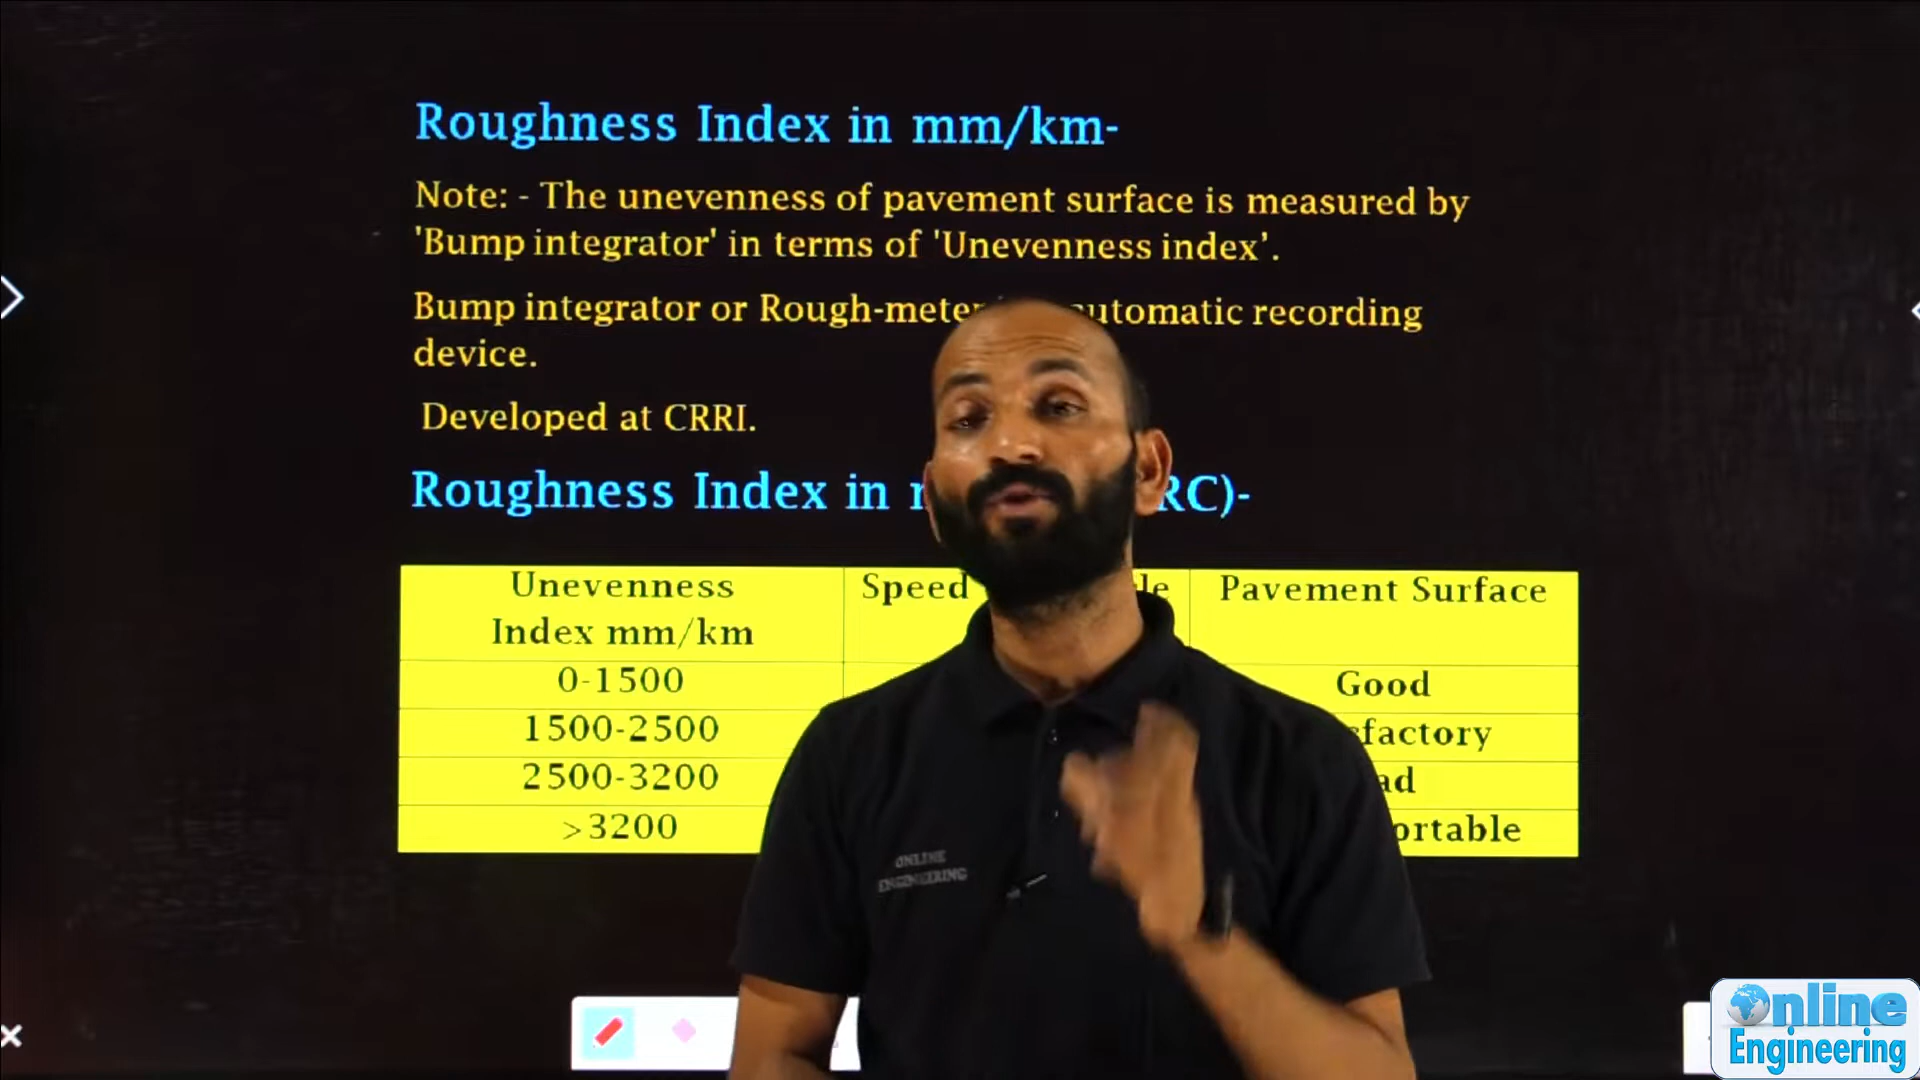 Roughness Index in mm/km-
Note: - The unevenness of pavement surface is measured by
'Bump integrator' in terms of 'Unevenness index'.
Bump integrator or Rough-meter automatic recording
device.
Developed at CRRI.
Roughness Index in RC)-
Unevenness Speed Pavement Surface
Index mm/km
0-1500 Good
1500-2500 factory
2500-3200 ad
>3200 ortable
ONLINE
ENGINEERING
Online
Engineering